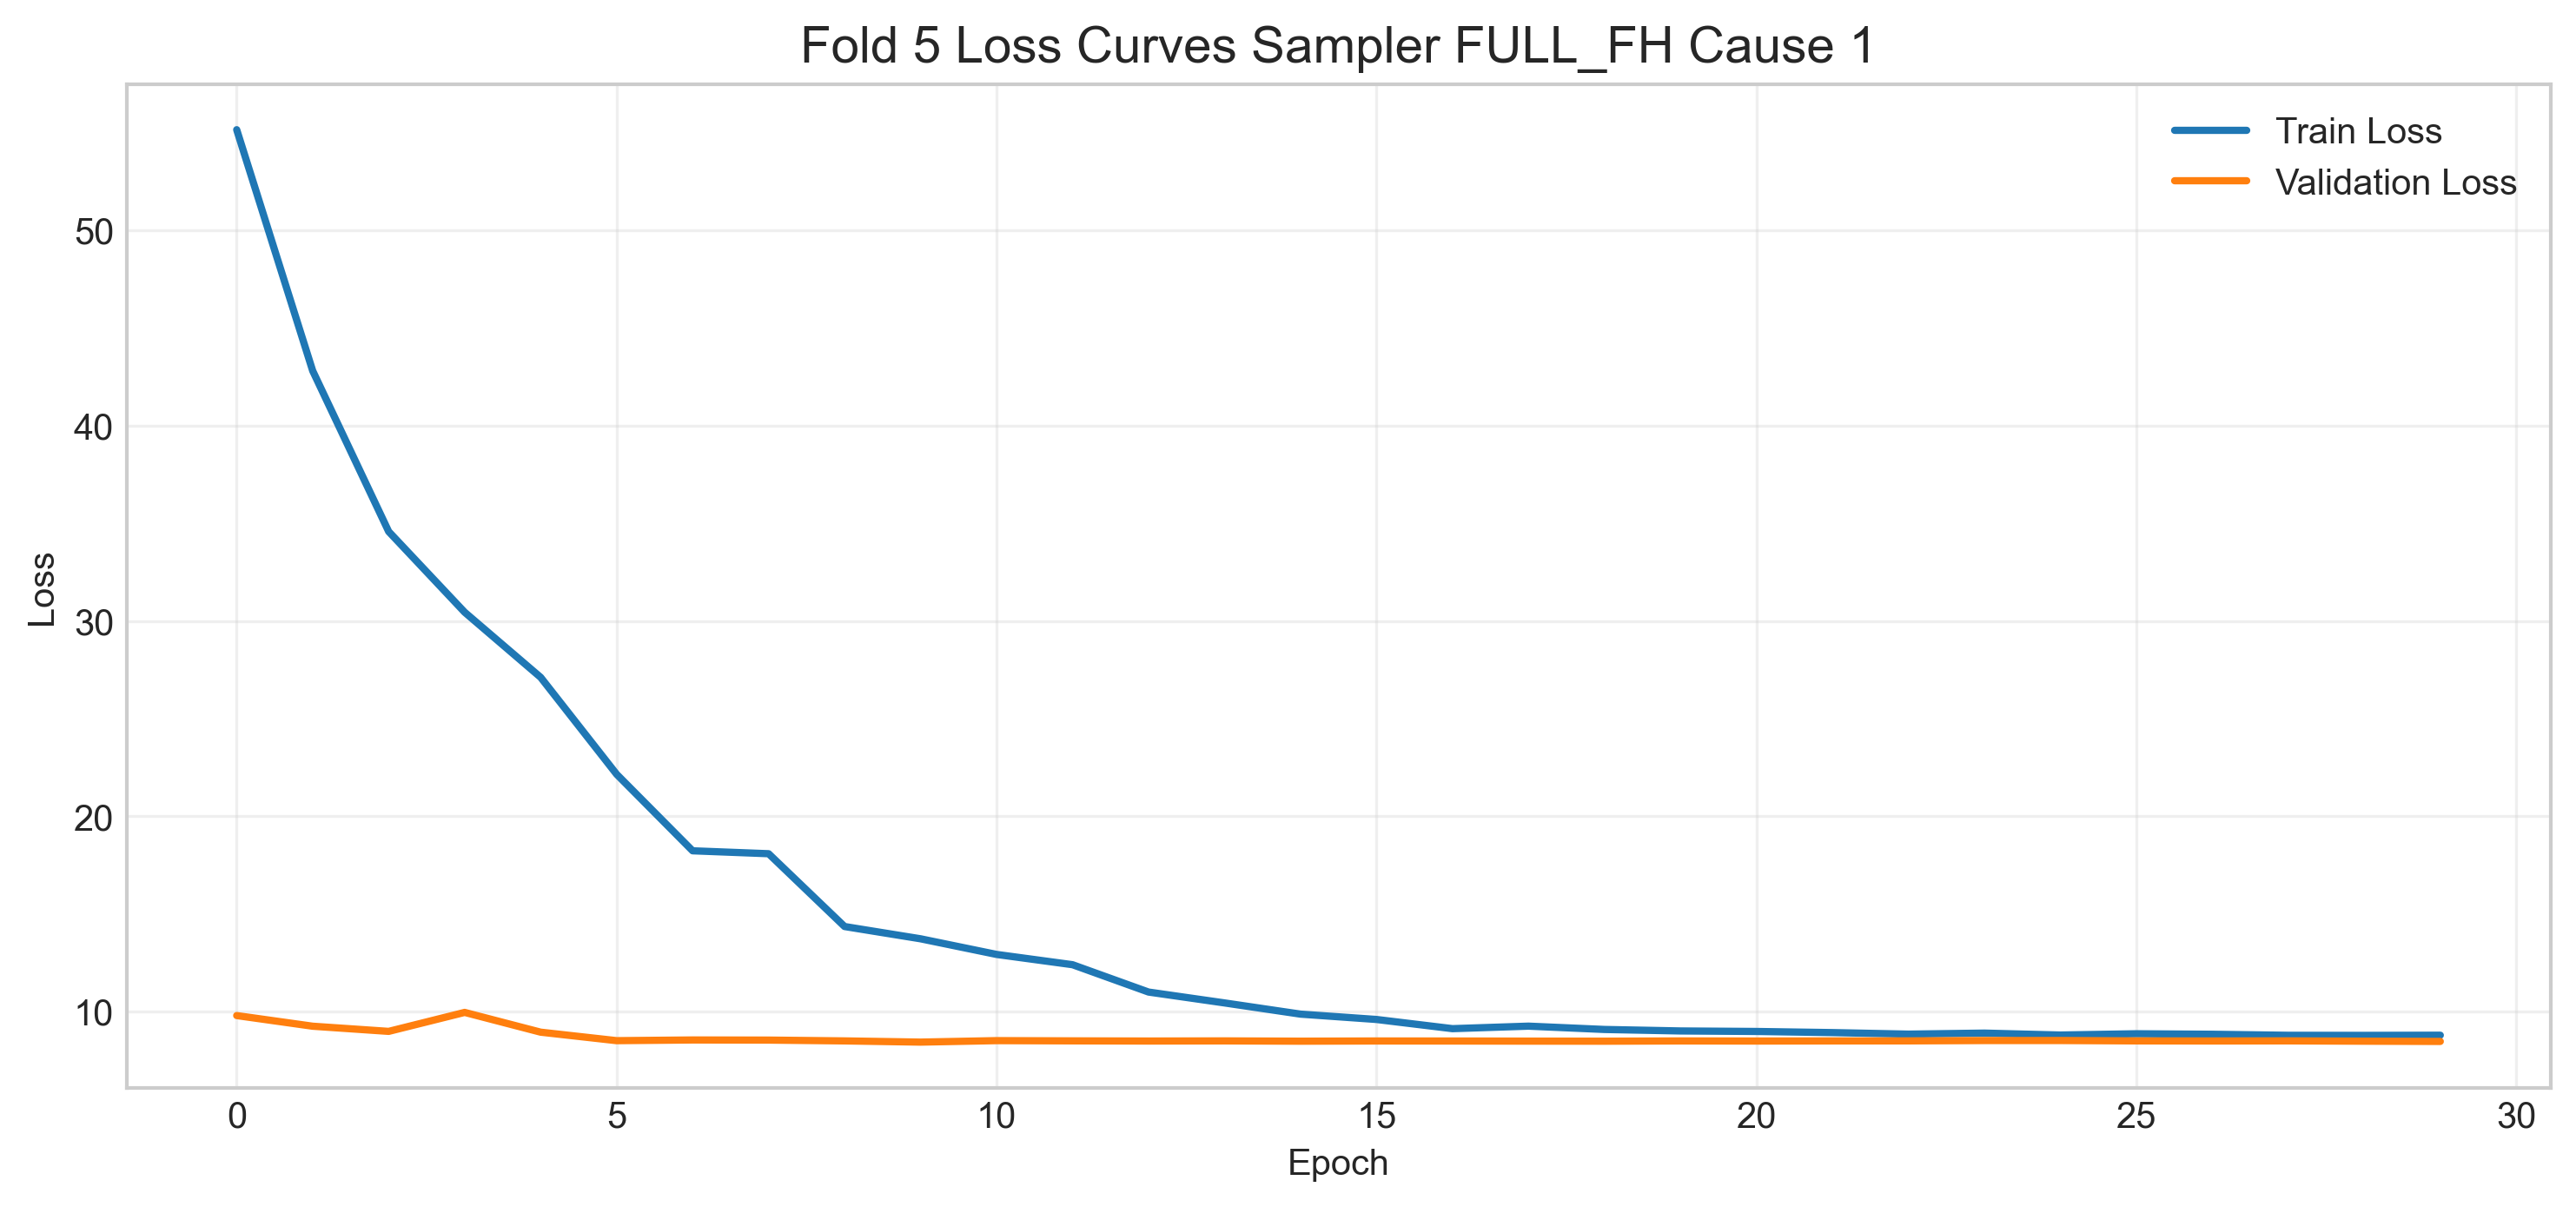 Fold 5 Loss Curves Sampler FULL_FH Cause 1
Train Loss
Validation Loss
50
40
30
20
10
Loss
0 5 10 15 20 25 30
Epoch